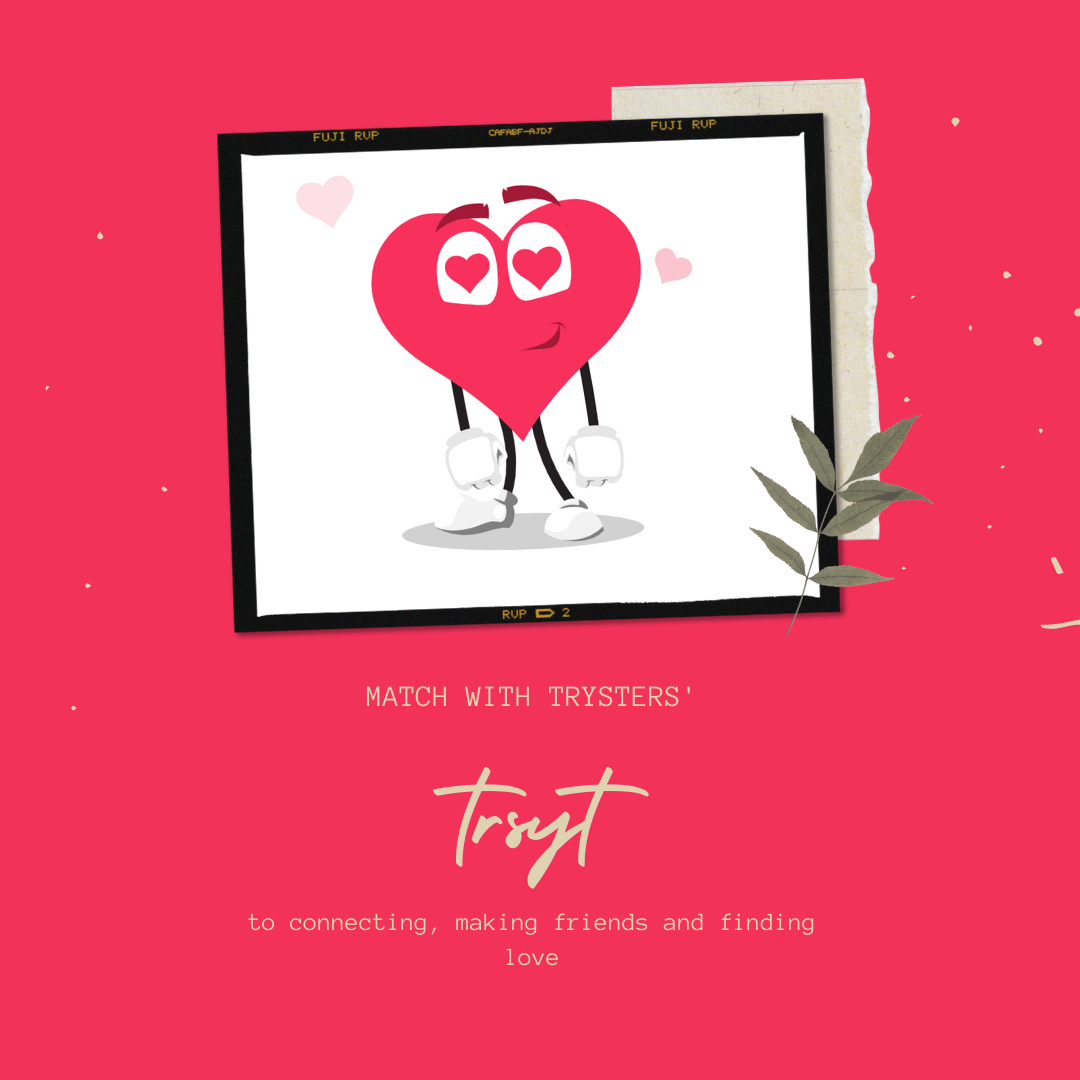 FUJI RVP CAFAEF-AJDJ FUJI RVP
RVP 2
MATCH WITH TRYSTERS'
trsyt
to connecting, making friends and finding
love